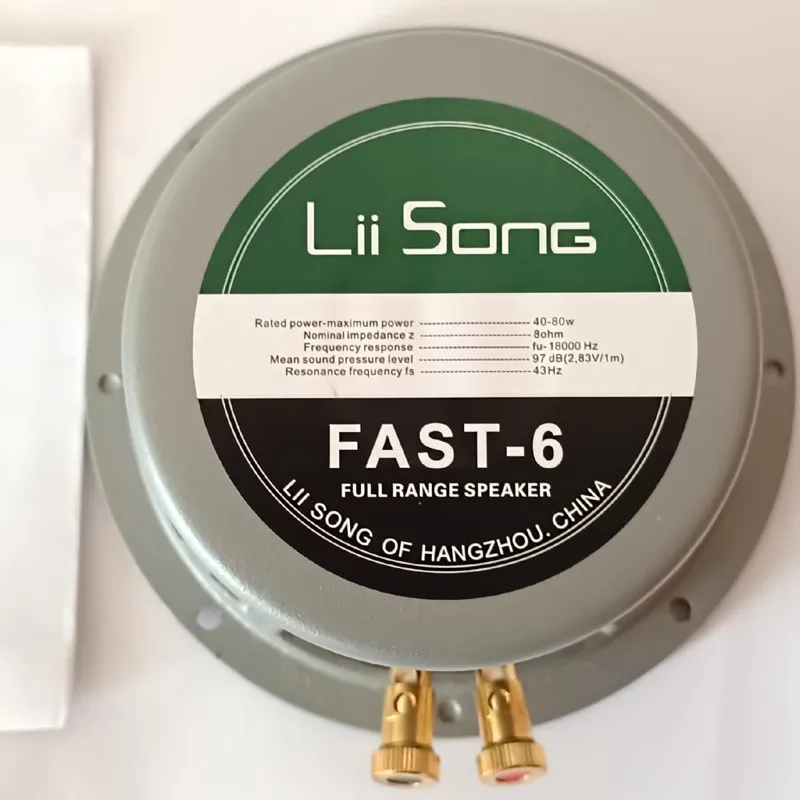 Lii Song
Rated power-maximum power ---------------------- 40-80w
Nominal impedance z ---------------------- 8ohm
Frequency response ---------------------- fu-18000 Hz
Mean sound pressure level ---------------------- 97 dB(2,83V/1m)
Resonance frequency fs ---------------------- 43Hz
FAST-6
FULL RANGE SPEAKER
LII SONG OF HANGZHOU. CHINA